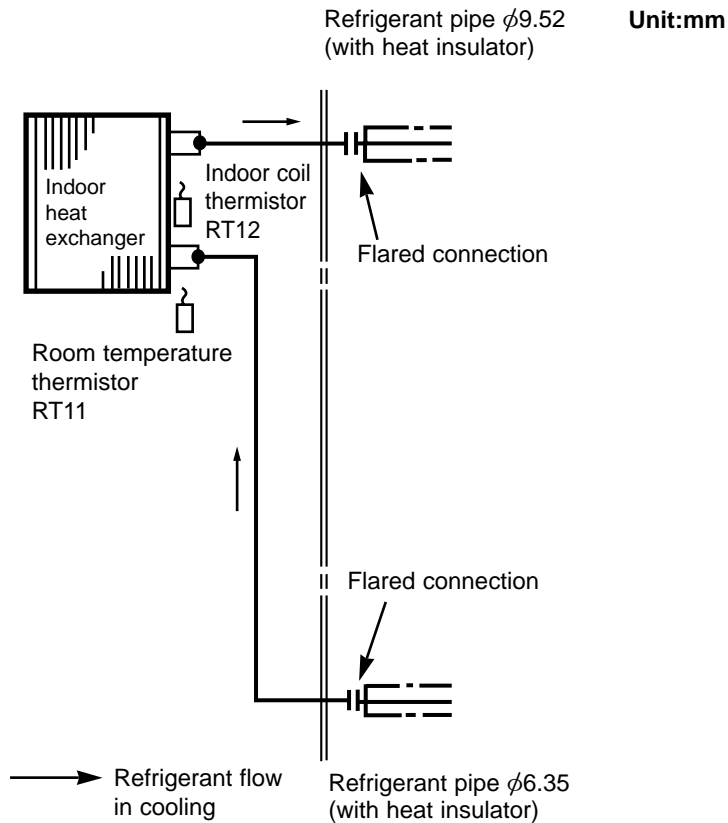 Refrigerant pipe ϕ9.52
(with heat insulator)
Unit:mm
Indoor
heat
exchanger
Indoor coil
thermistor
RT12
Flared connection
Room temperature
thermistor
RT11
Flared connection
Refrigerant flow
in cooling
Refrigerant pipe ϕ6.35
(with heat insulator)